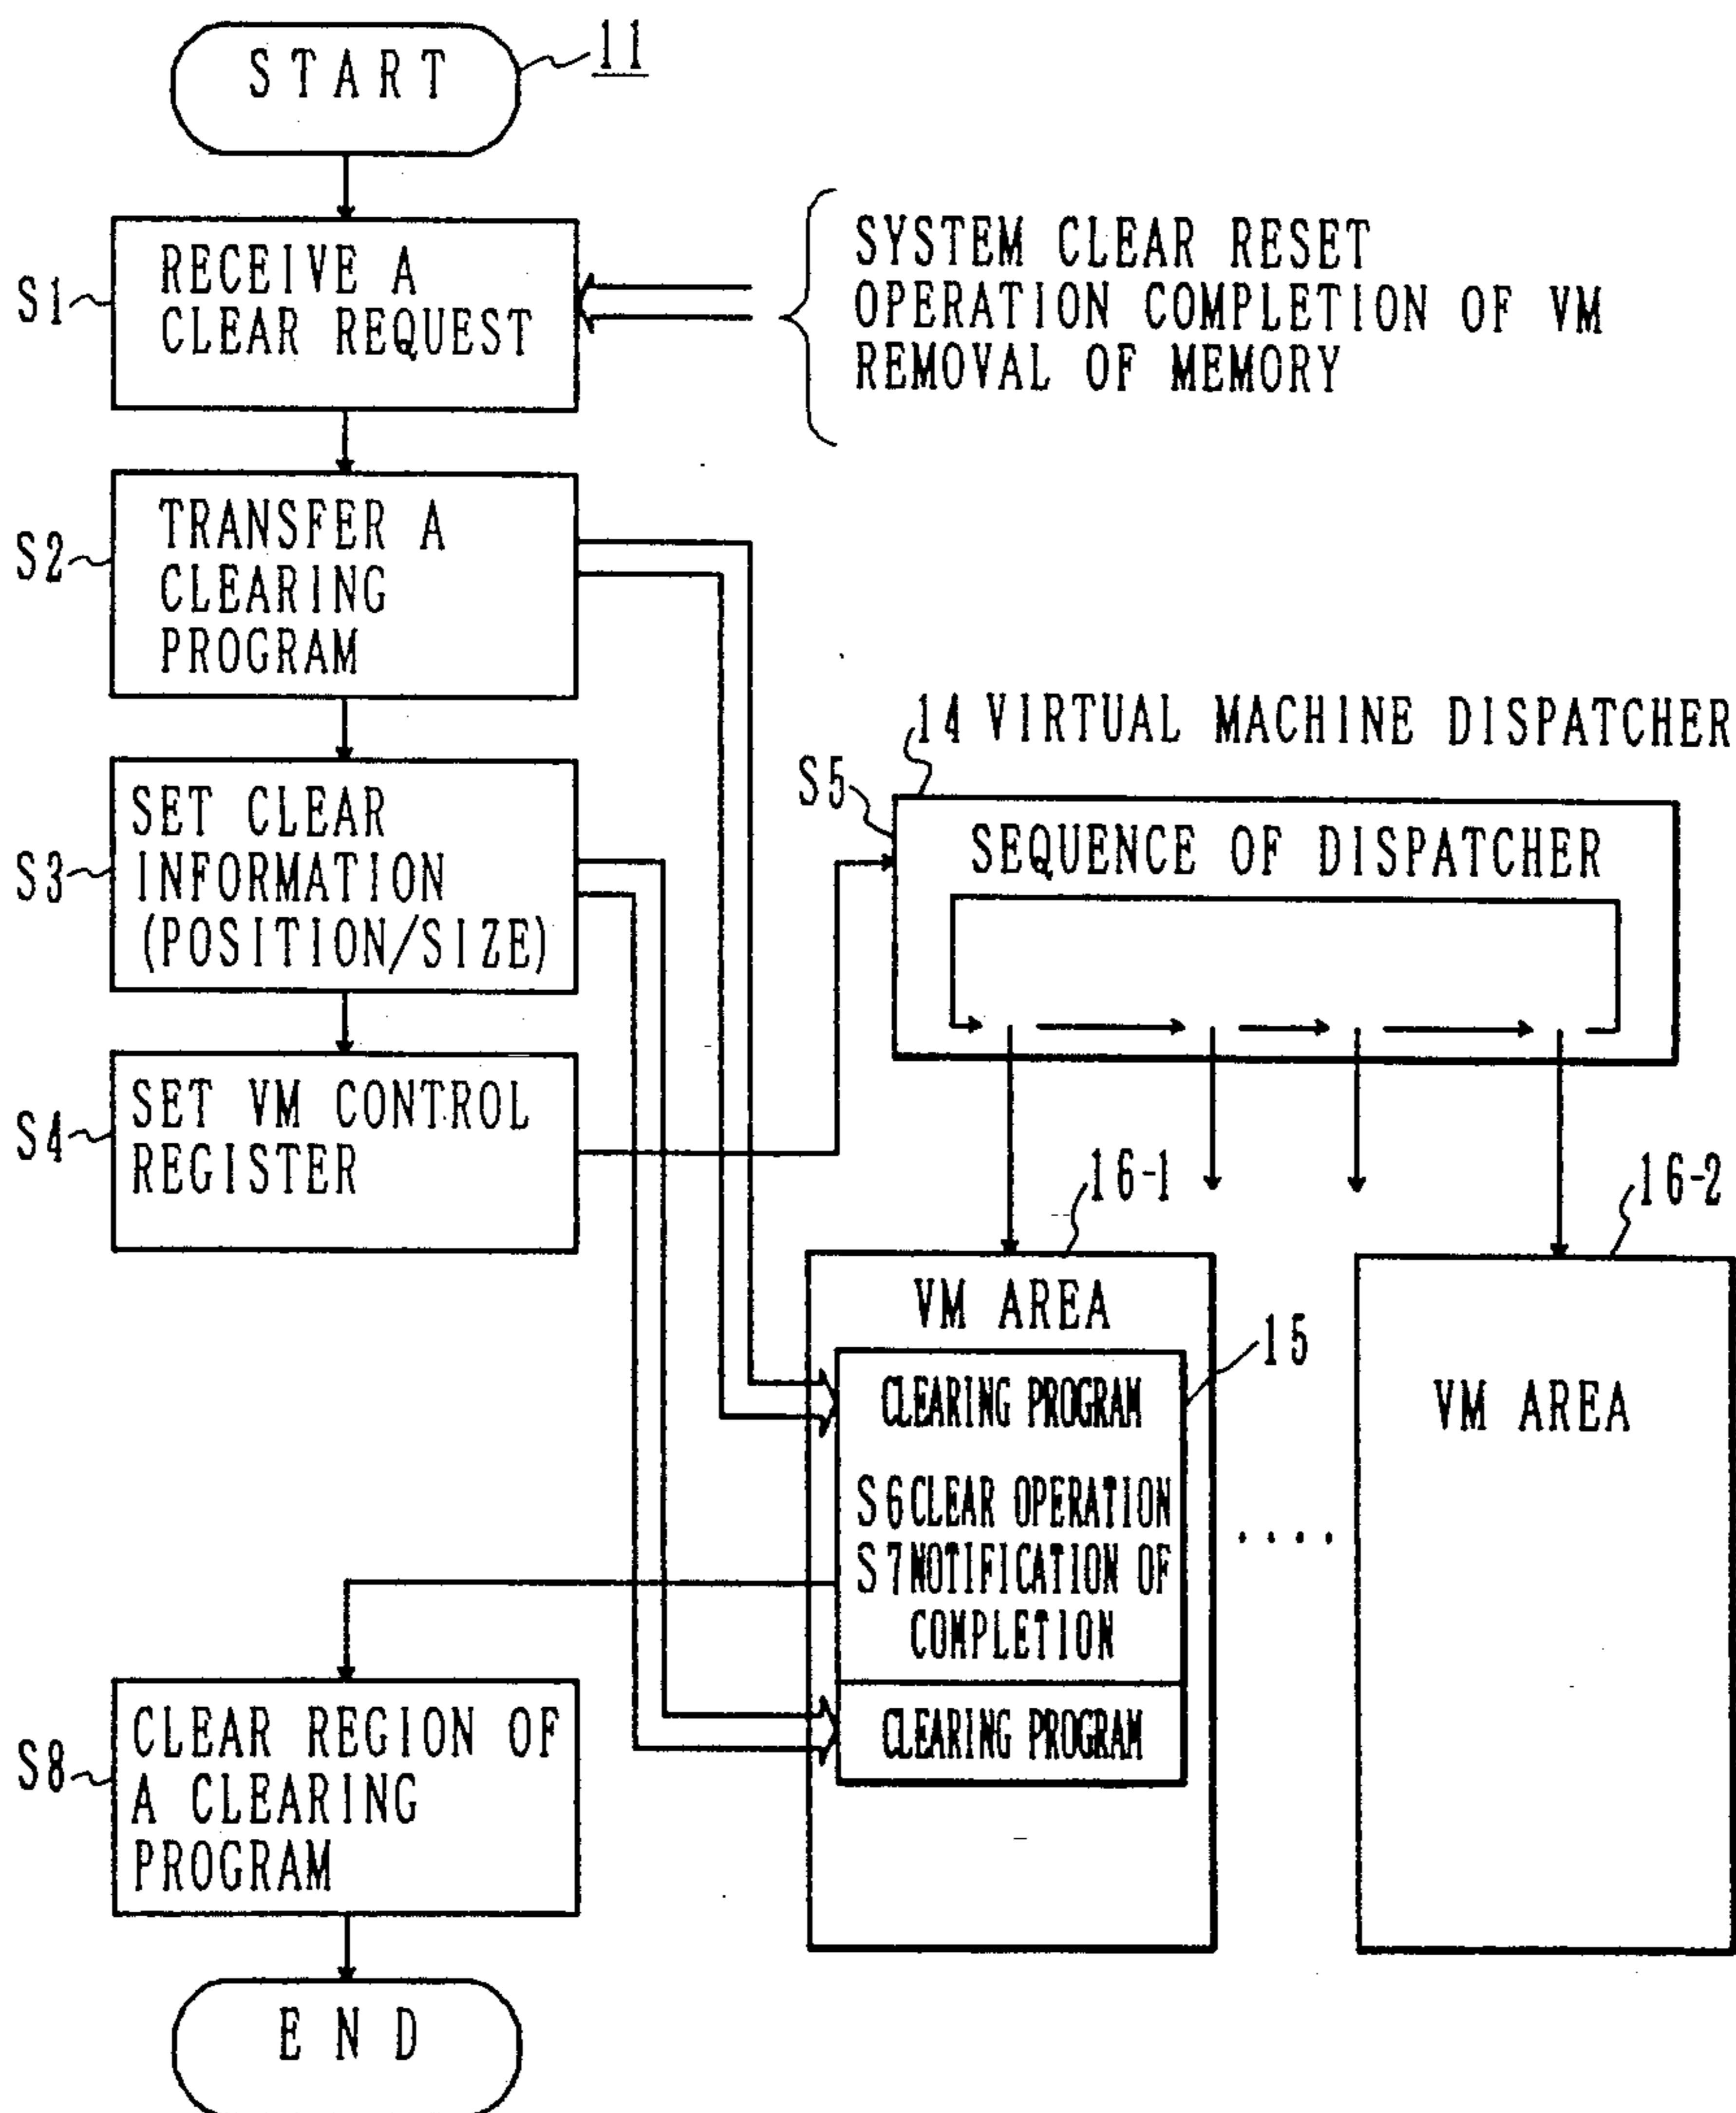 START
11
S1
RECEIVE A
CLEAR REQUEST
SYSTEM CLEAR RESET
OPERATION COMPLETION OF VM
REMOVAL OF MEMORY
S2
TRANSFER A
CLEARING
PROGRAM
S3
SET CLEAR
INFORMATION
(POSITION/SIZE)
S4
SET VM CONTROL
REGISTER
14 VIRTUAL MACHINE DISPATCHER
S5
SEQUENCE OF DISPATCHER
16-1
VM AREA
15
CLEARING PROGRAM
S6 CLEAR OPERATION
S7 NOTIFICATION OF
COMPLETION
CLEARING PROGRAM
....
16-2
VM AREA
S8
CLEAR REGION OF
A CLEARING
PROGRAM
END